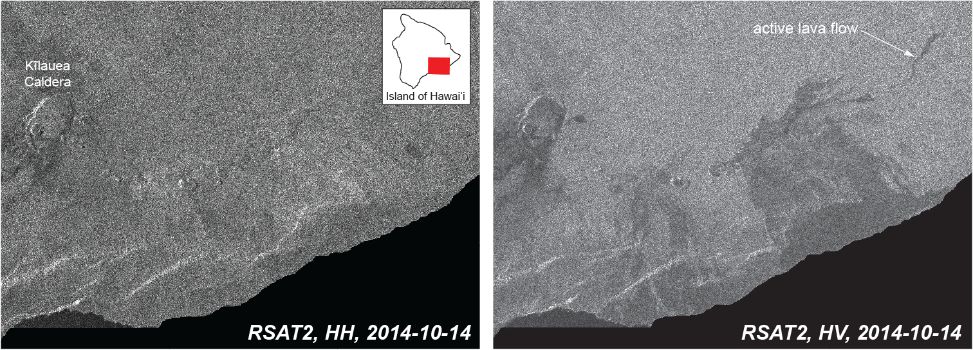 Kīlauea
Caldera
Island of Hawai'i
RSAT2, HH, 2014-10-14
active lava flow
RSAT2, HV, 2014-10-14